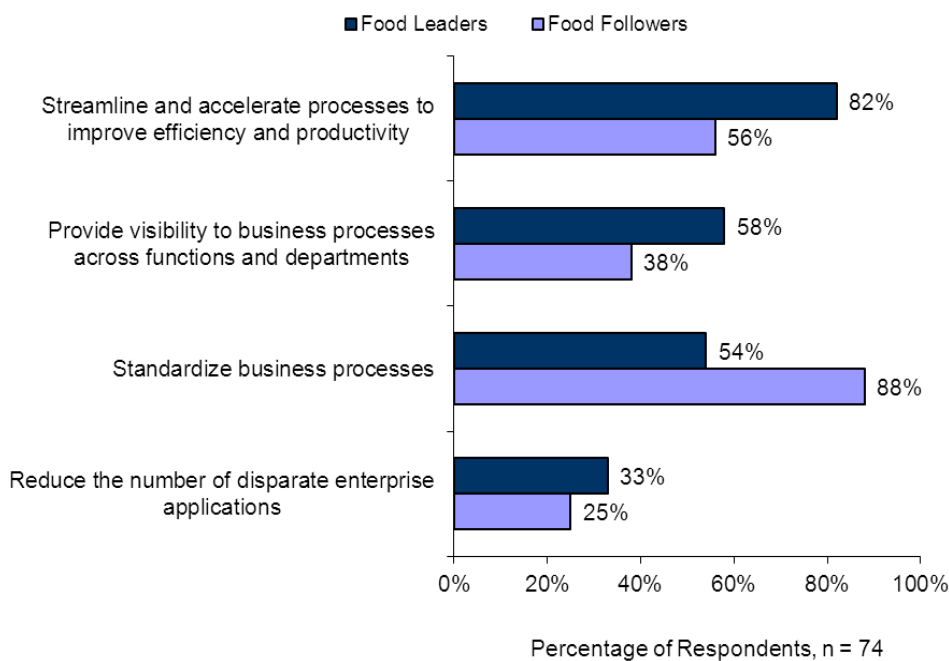 Food Leaders Food Followers
Streamline and accelerate processes to
improve efficiency and productivity
82%
56%
Provide visibility to business processes
across functions and departments
58%
38%
Standardize business processes
54%
88%
Reduce the number of disparate enterprise
applications
33%
25%
0% 20% 40% 60% 80% 100%
Percentage of Respondents, n = 74